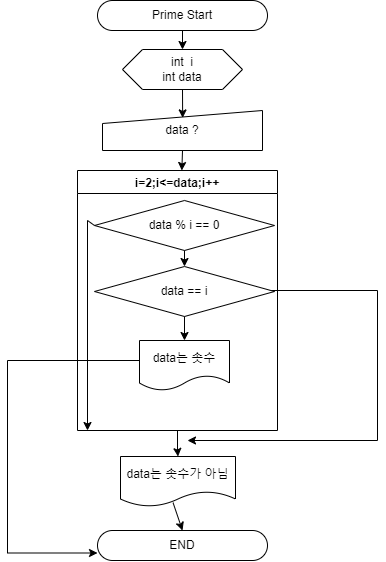 Prime Start
int i
int data
data ?
i=2;i<=data;i++
data % i == 0
data == i
data는 솟수
data는 솟수가 아님
END